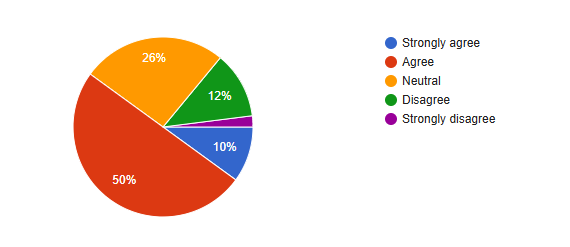 26%
12%
10%
50%
Strongly agree
Agree
Neutral
Disagree
Strongly disagree